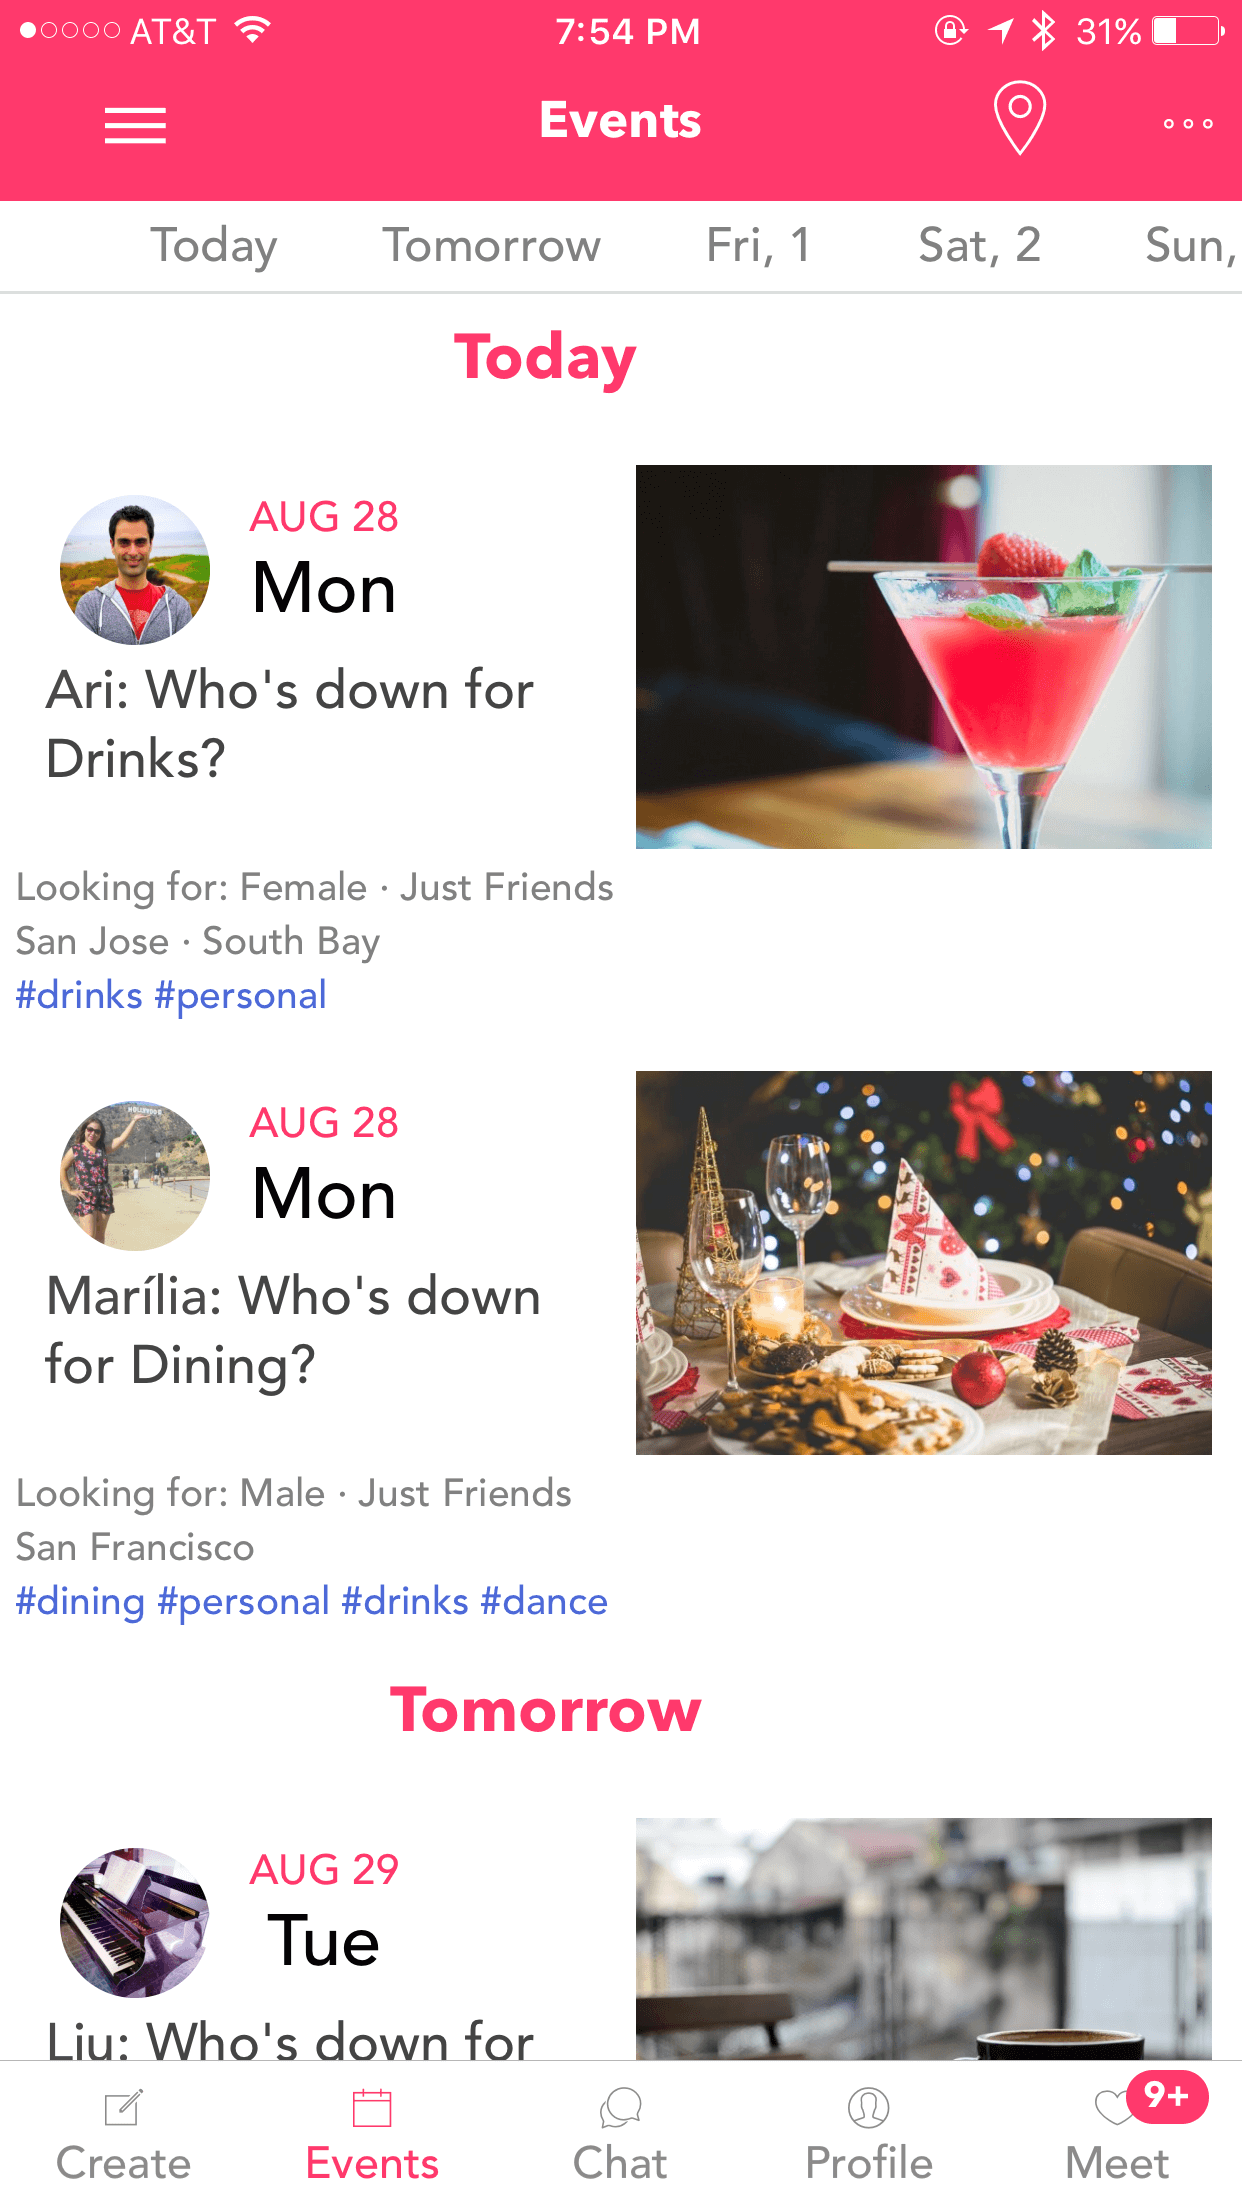 AT&T 7:54 PM 31%
Events
Today Tomorrow Fri, 1 Sat, 2 Sun,
Today
AUG 28
Mon
Ari: Who's down for
Drinks?
Looking for: Female · Just Friends
San Jose · South Bay
#drinks #personal
AUG 28
Mon
Marília: Who's down
for Dining?
Looking for: Male · Just Friends
San Francisco
#dining #personal #drinks #dance
Tomorrow
AUG 29
Tue
Liu: Who's down for
9+
Create Events Chat Profile Meet